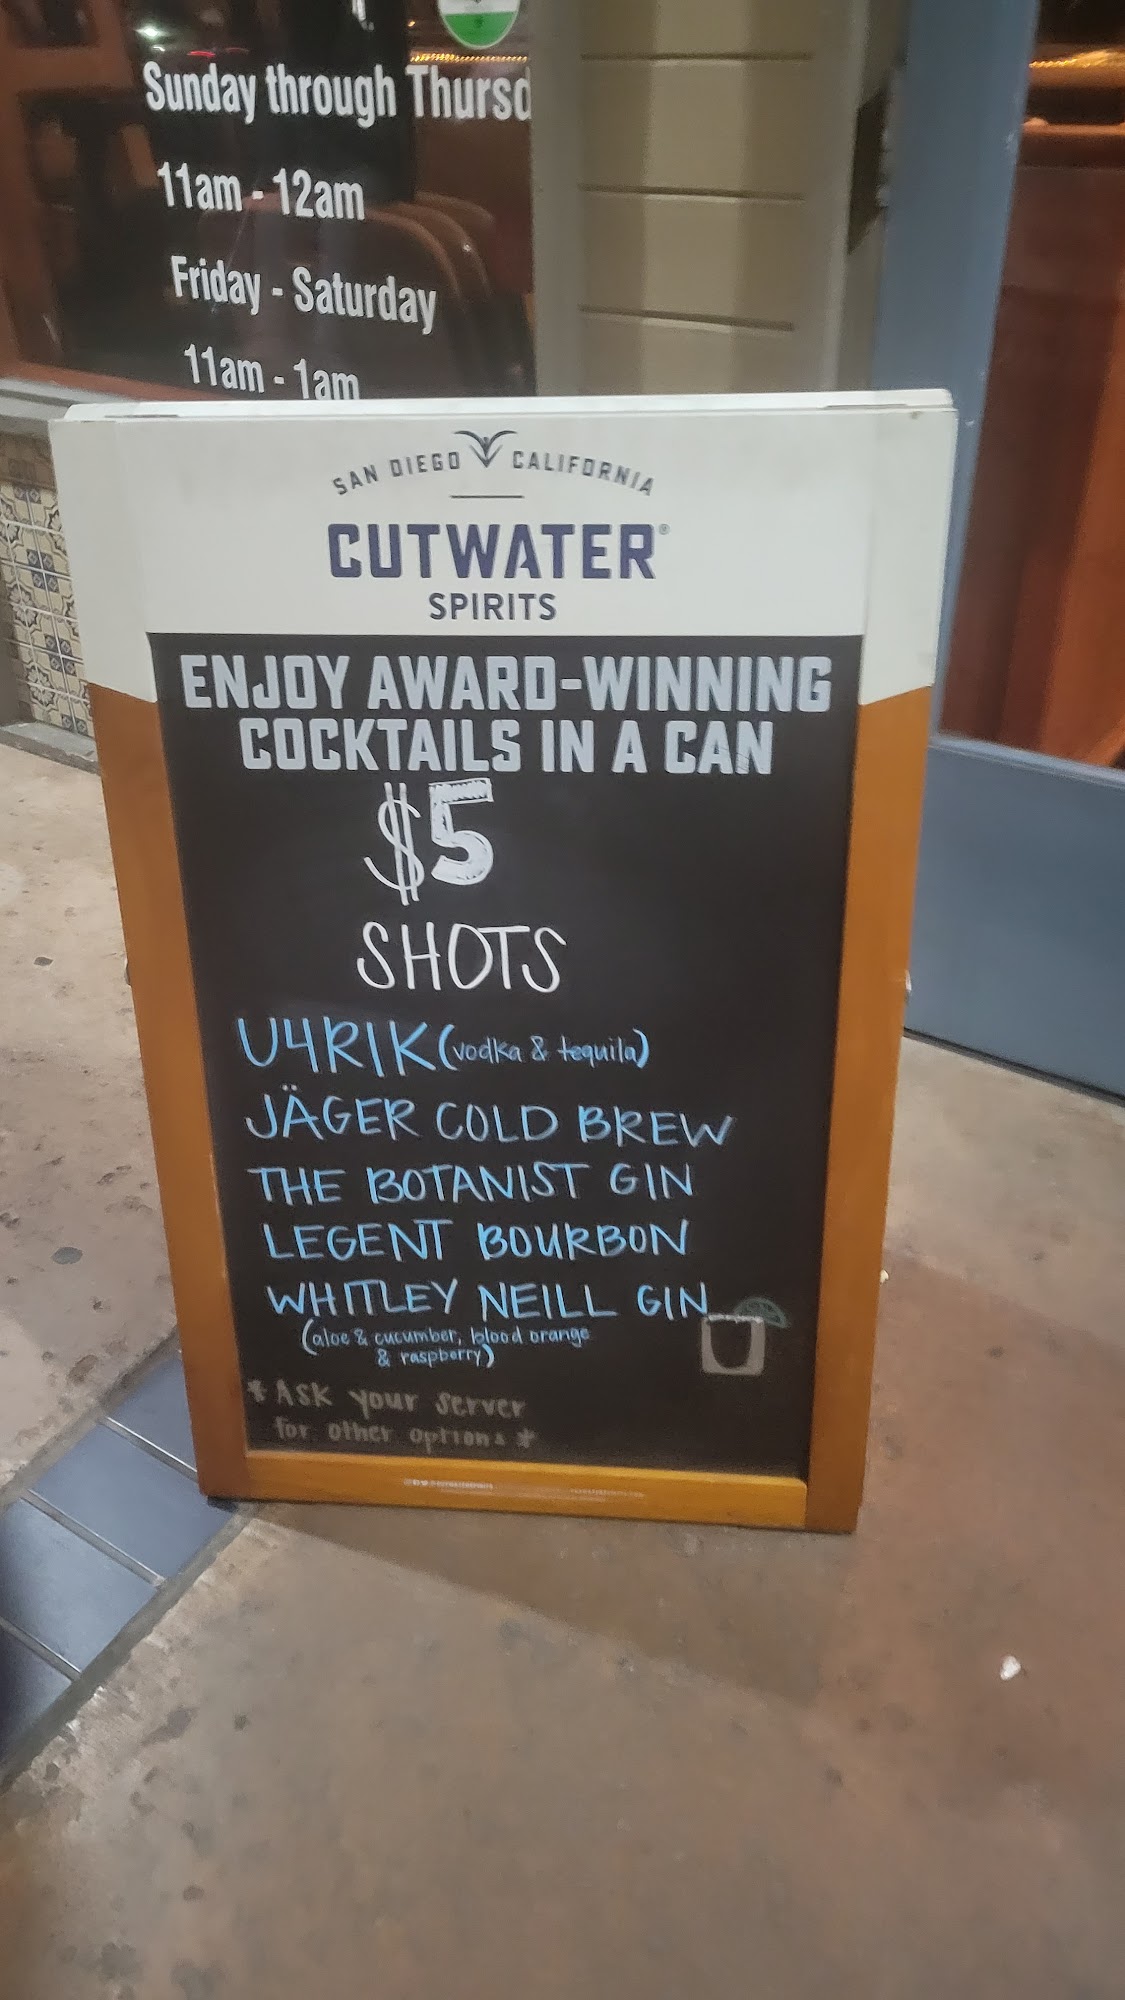 Sunday through Thursd
11am - 12am
Friday - Saturday
11am - 1am
SAN DIEGO CALIFORNIA
CUTWATER®
SPIRITS
ENJOY AWARD-WINNING
COCKTAILS IN A CAN
$5
SHOTS
U4RIK (vodka & tequila)
JÄGER COLD BREW
THE BOTANIST GIN
LEGENT BOURBON
WHITLEY NEILL GIN
(aloe & cucumber, blood orange
& raspberry)
*ASK your server
for other options*